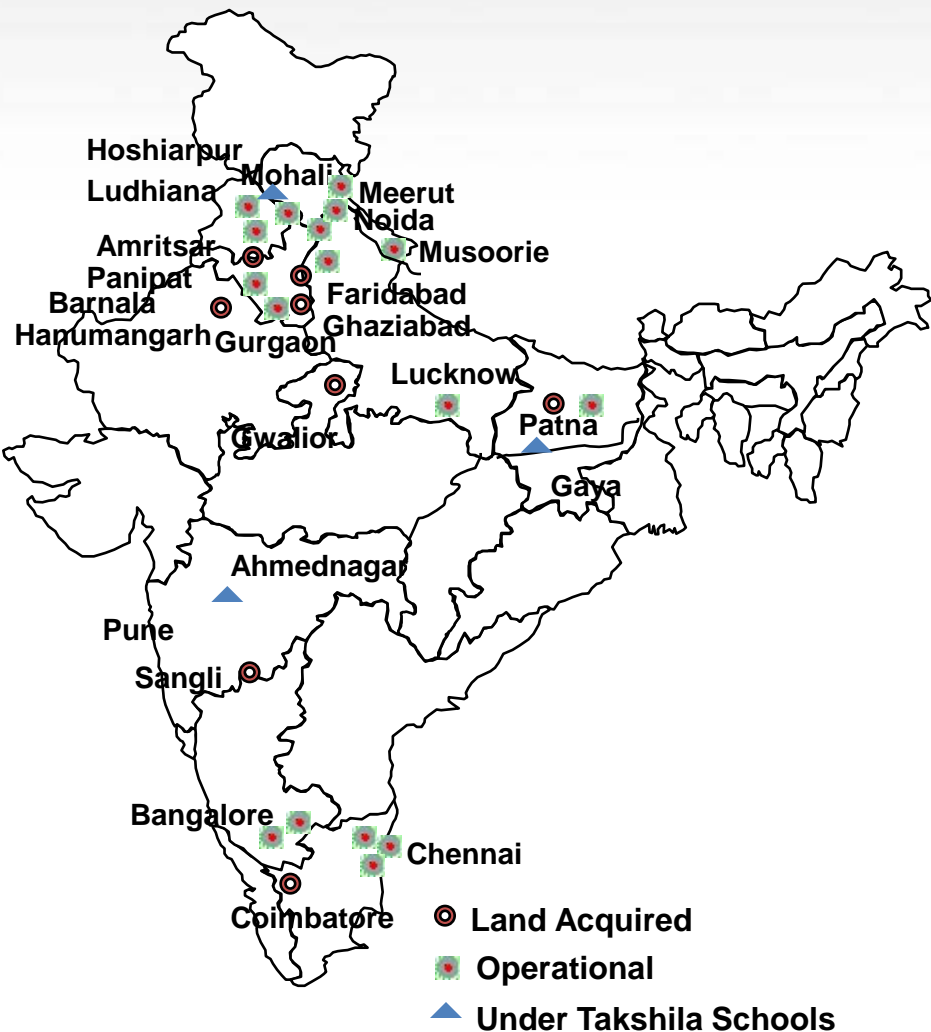 Hoshiarpur
Mohali
Ludhiana
Meerut
Noida
Amritsar
Musoorie
Panipat
Faridabad
Barnala
Ghaziabad
Hanumangarh
Gurgaon
Lucknow
Patna
Gwalior
Gaya
Ahmednagar
Pune
Sangli
Bangalore
Chennai
Coimbatore
Land Acquired
Operational
Under Takshila Schools